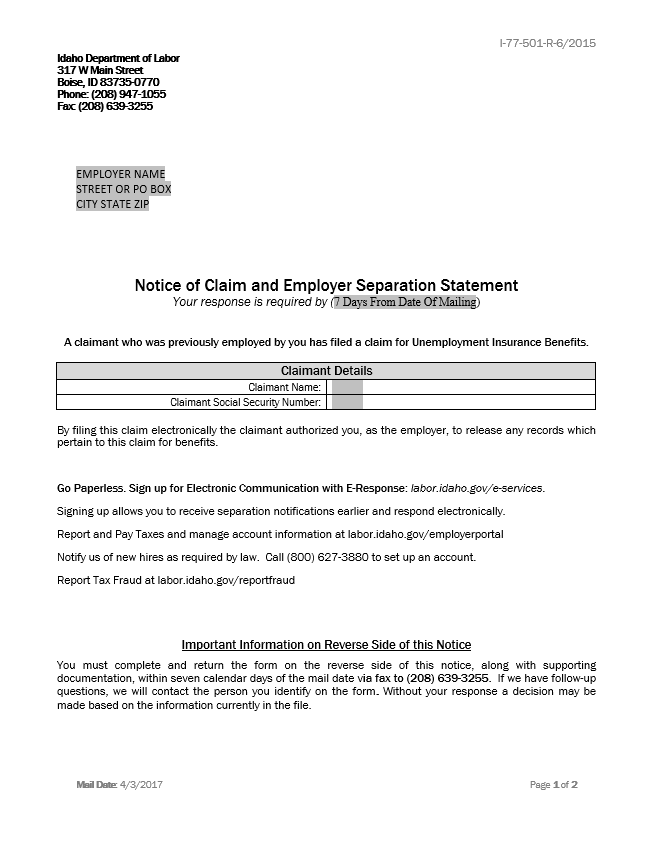 I-77-501-R-6/2015
Idaho Department of Labor
317 W Main Street
Boise, ID 83735-0770
Phone: (208) 947-1055
Fax: (208) 639-3255
EMPLOYER NAME
STREET OR PO BOX
CITY STATE ZIP
Notice of Claim and Employer Separation Statement
Your response is required by (7 Days From Date Of Mailing)
A claimant who was previously employed by you has filed a claim for Unemployment Insurance Benefits.
Claimant Details
Claimant Name:
Claimant Social Security Number:
By filing this claim electronically the claimant authorized you, as the employer, to release any records which
pertain to this claim for benefits.
Go Paperless. Sign up for Electronic Communication with E-Response: labor.idaho.gov/e-services.
Signing up allows you to receive separation notifications earlier and respond electronically.
Report and Pay Taxes and manage account information at labor.idaho.gov/employerportal
Notify us of new hires as required by law. Call (800) 627-3880 to set up an account.
Report Tax Fraud at labor.idaho.gov/reportfraud
Important Information on Reverse Side of this Notice
You must complete and return the form on the reverse side of this notice, along with supporting
documentation, within seven calendar days of the mail date via fax to (208) 639-3255. If we have follow-up
questions, we will contact the person you identify on the form. Without your response a decision may be
made based on the information currently in the file.
Mail Date: 4/3/2017
Page 1 of 2